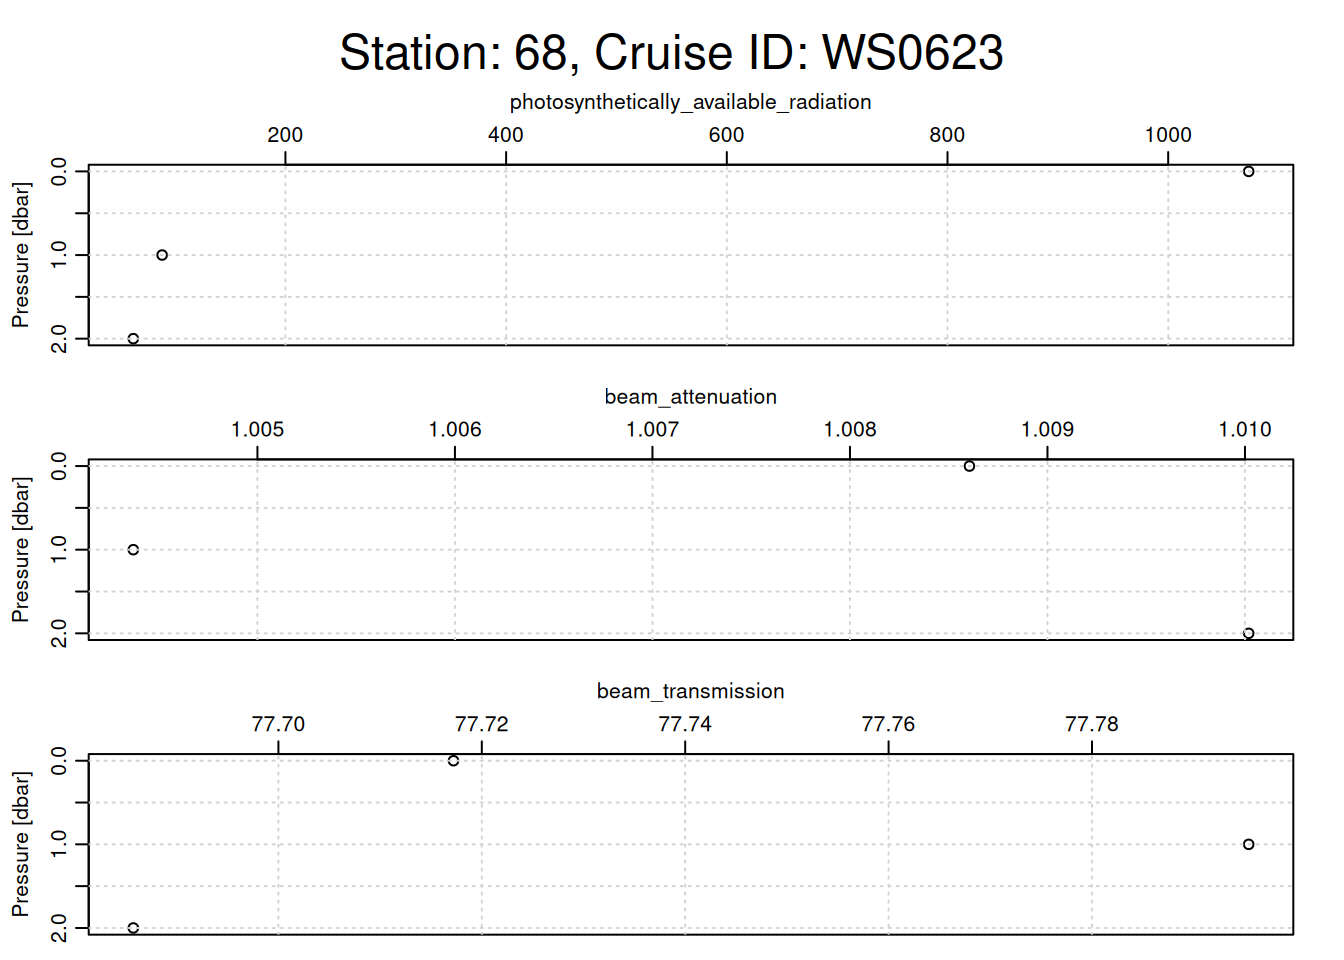 Station: 68, Cruise ID: WS0623
photosynthetically_available_radiation
200 400 600 800 1000
Pressure [dbar]
0.0
1.0
2.0
beam_attenuation
1.005 1.006 1.007 1.008 1.009 1.010
Pressure [dbar]
0.0
1.0
2.0
beam_transmission
77.70 77.72 77.74 77.76 77.78
Pressure [dbar]
0.0
1.0
2.0